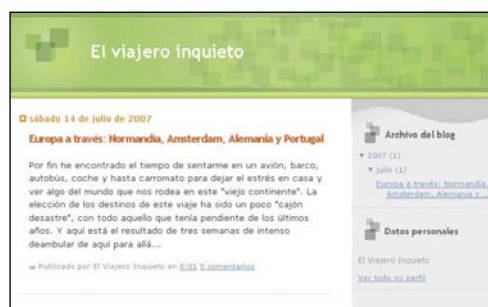 El viajero inquieto
sábado 14 de julio de 2007
Europa a través: Normandia, Amsterdam, Alemania y Portugal
Por fin he encontrado el tiempo de sentarme en un avión, barco,
autobús, coche y hasta carromato para dejar el estrés en casa y
ver algo del mundo que nos rodea en este "viejo continente". La
elección de los destinos de este viaje ha sido un poco "cajón
desastre", con todo aquello que tenía pendiente de los últimos
años. Y aquí está el resultado de tres semanas de intenso
deambular de aquí para allá...
Publicado por El Viajero Inquieto en 8:01 0 comentarios
Archivo del blog
▼ 2007 (1)
▼ julio (1)
Europa a través: Normandia,
Amsterdam, Alemania y ...
Datos personales
El Viajero Inquieto
Ver todo mi perfil